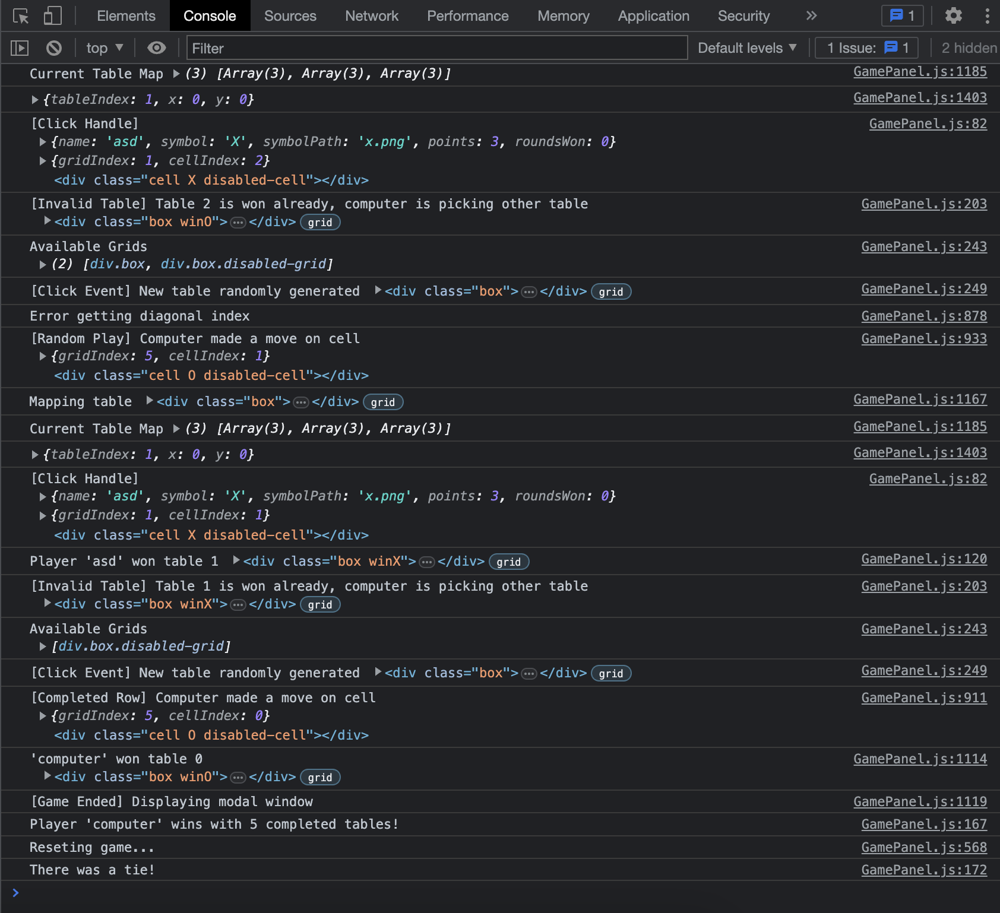 Elements Console Sources Network Performance Memory Application Security » 1
top ▼ Filter Default levels ▼ 1 Issue: 1 2 hidden
Current Table Map ▶ (3) [Array(3), Array(3), Array(3)] GamePanel.js:1185
▶ {tableIndex: 1, x: 0, y: 0} GamePanel.js:1403
[Click Handle] GamePanel.js:82
▶ {name: 'asd', symbol: 'X', symbolPath: 'x.png', points: 3, roundsWon: 0}
▶ {gridIndex: 1, cellIndex: 2}
<div class="cell X disabled-cell"></div>
[Invalid Table] Table 2 is won already, computer is picking other table GamePanel.js:203
▶ <div class="box winO">…</div> grid
Available Grids GamePanel.js:243
▶ (2) [div.box, div.box.disabled-grid]
[Click Event] New table randomly generated ▶ <div class="box">…</div> grid GamePanel.js:249
Error getting diagonal index GamePanel.js:878
[Random Play] Computer made a move on cell GamePanel.js:933
▶ {gridIndex: 5, cellIndex: 1}
<div class="cell O disabled-cell"></div>
Mapping table ▶ <div class="box">…</div> grid GamePanel.js:1167
Current Table Map ▶ (3) [Array(3), Array(3), Array(3)] GamePanel.js:1185
▶ {tableIndex: 1, x: 0, y: 0} GamePanel.js:1403
[Click Handle] GamePanel.js:82
▶ {name: 'asd', symbol: 'X', symbolPath: 'x.png', points: 3, roundsWon: 0}
▶ {gridIndex: 1, cellIndex: 1}
<div class="cell X disabled-cell"></div>
Player 'asd' won table 1 ▶ <div class="box winX">…</div> grid GamePanel.js:120
[Invalid Table] Table 1 is won already, computer is picking other table GamePanel.js:203
▶ <div class="box winX">…</div> grid
Available Grids GamePanel.js:243
▶ [div.box.disabled-grid]
[Click Event] New table randomly generated ▶ <div class="box">…</div> grid GamePanel.js:249
[Completed Row] Computer made a move on cell GamePanel.js:911
▶ {gridIndex: 5, cellIndex: 0}
<div class="cell O disabled-cell"></div>
'computer' won table 0 GamePanel.js:1114
▶ <div class="box winO">…</div> grid
[Game Ended] Displaying modal window GamePanel.js:1119
Player 'computer' wins with 5 completed tables! GamePanel.js:167
Reseting game... GamePanel.js:568
There was a tie! GamePanel.js:172